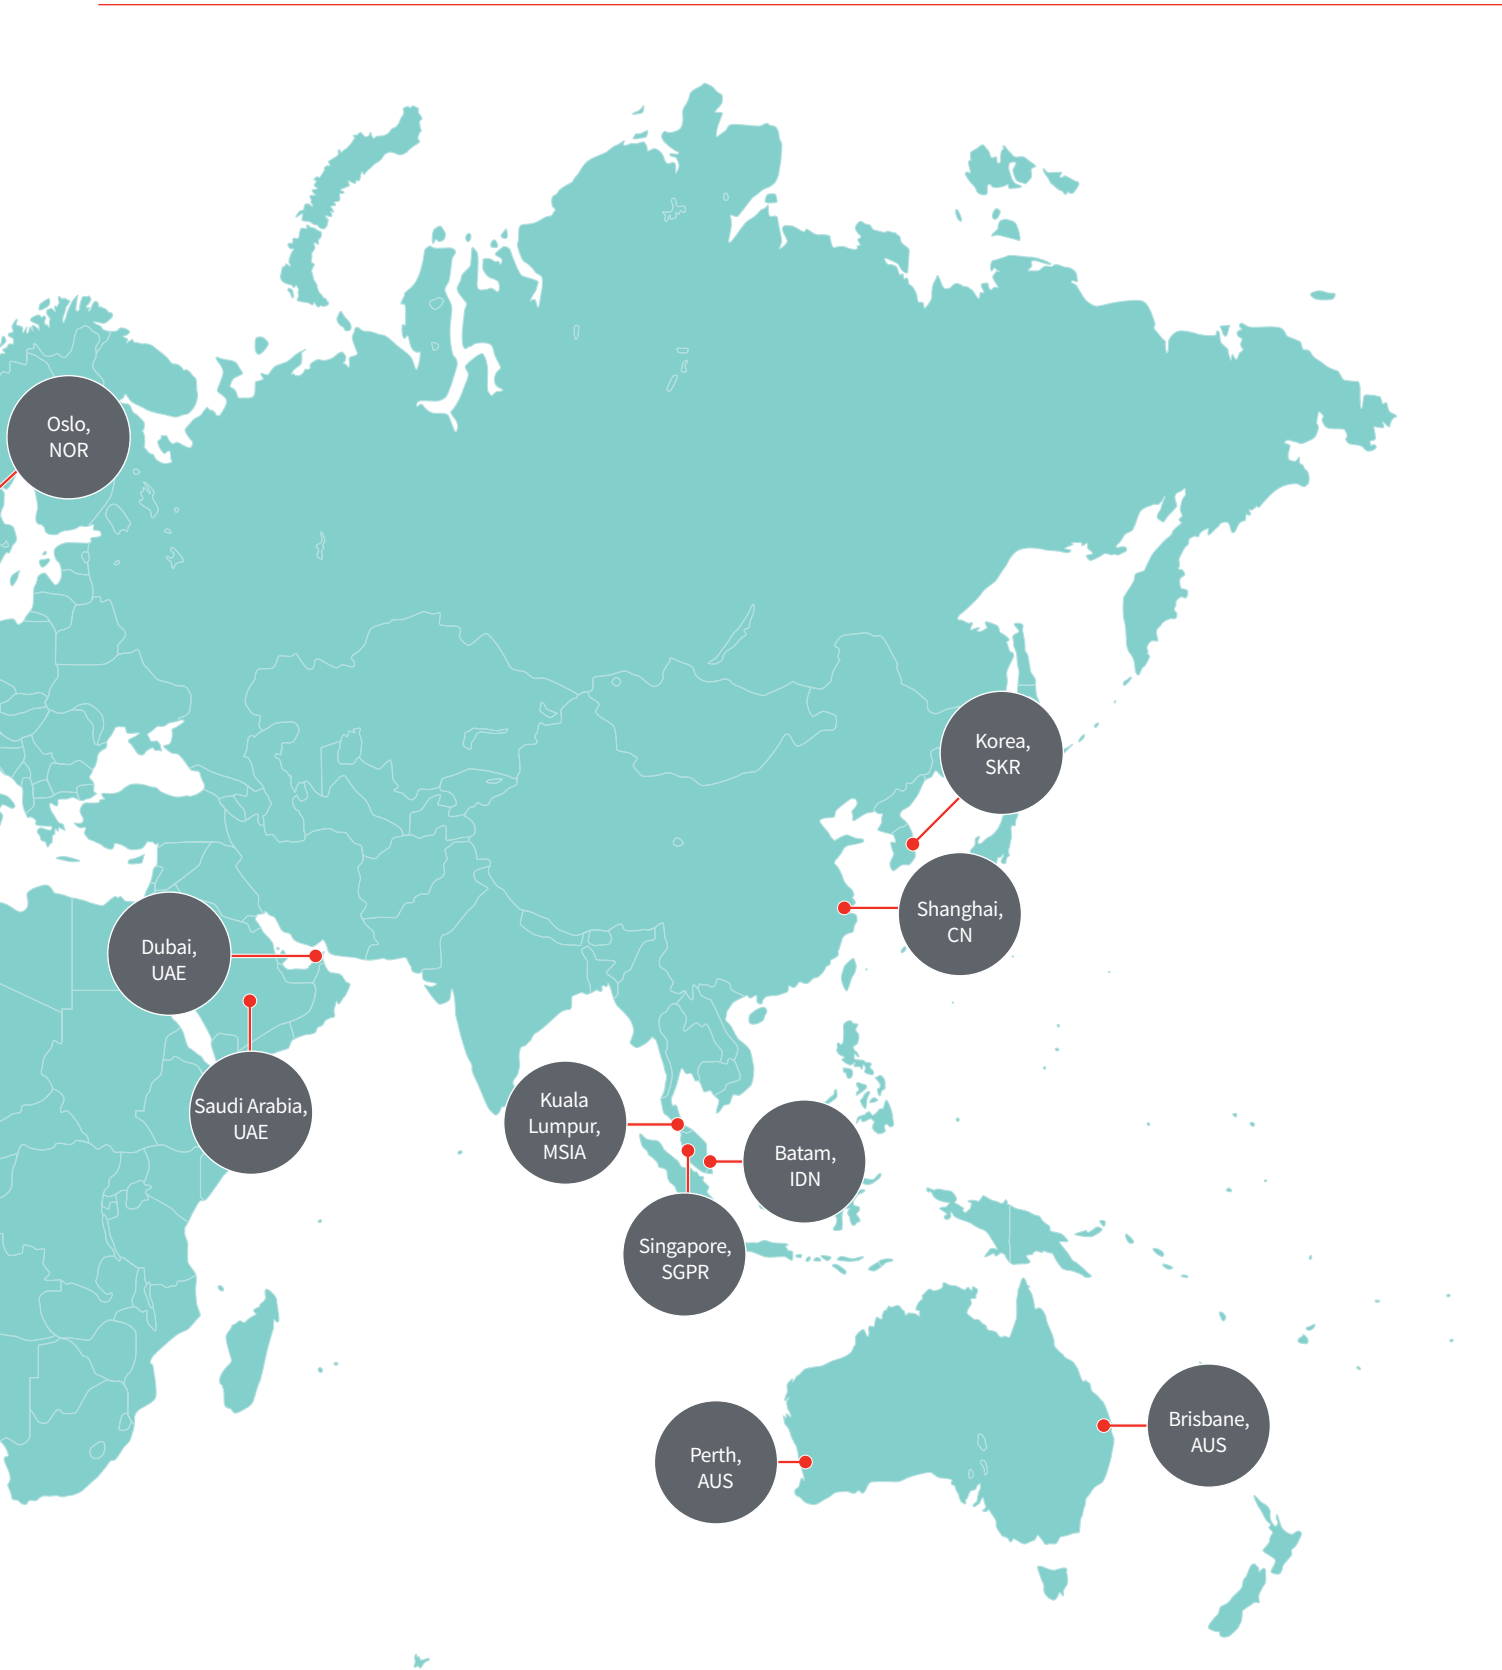 Oslo,
NOR
Korea,
SKR
Shanghai,
CN
Dubai,
UAE
Saudi Arabia,
UAE
Kuala
Lumpur,
MSIA
Batam,
IDN
Singapore,
SGPR
Brisbane,
AUS
Perth,
AUS